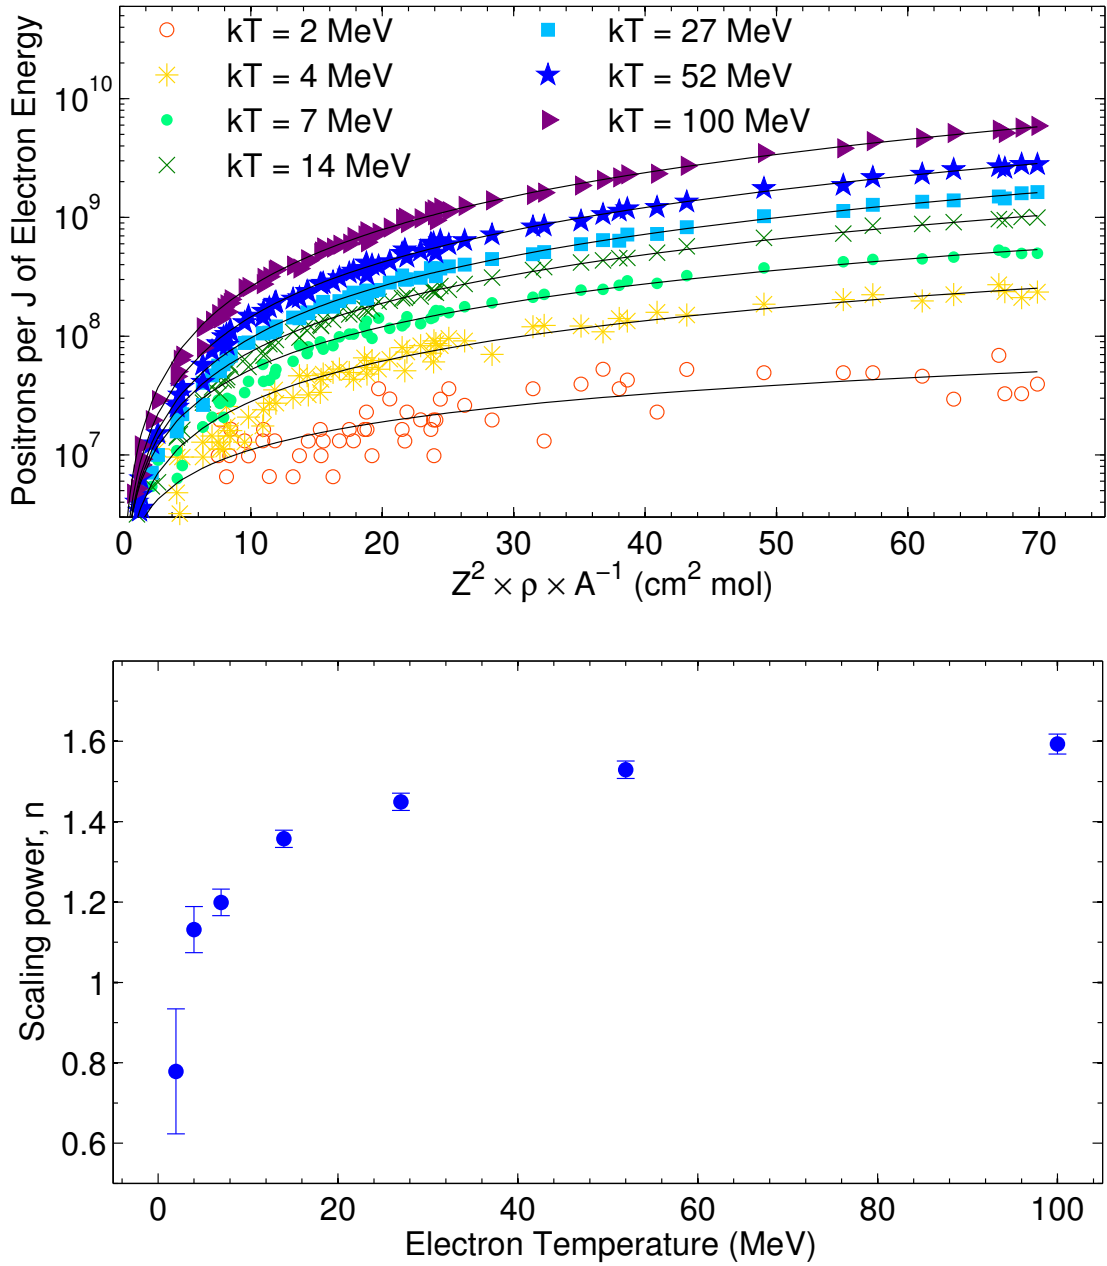 Positrons per J of Electron Energy
kT = 2 MeV
kT = 4 MeV
kT = 7 MeV
kT = 14 MeV
kT = 27 MeV
kT = 52 MeV
kT = 100 MeV
10¹⁰
10⁹
10⁸
10⁷
0 10 20 30 40 50 60 70
Z² × ρ × A⁻¹ (cm² mol)
Scaling power, n
1.6
1.4
1.2
1
0.8
0.6
0 20 40 60 80 100
Electron Temperature (MeV)